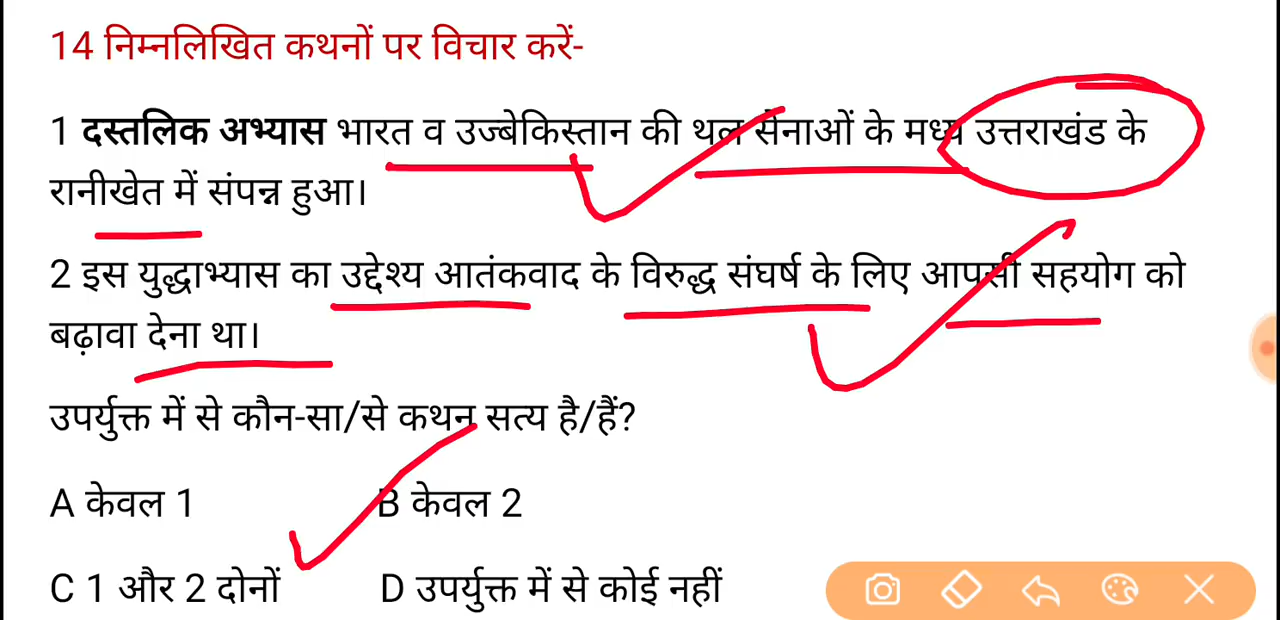 14 निम्नलिखित कथनों पर विचार करें-
1 दस्तलिक अभ्यास भारत व उज्बेकिस्तान की थल सेनाओं के मध्य उत्तराखंड के
रानीखेत में संपन्न हुआ।
2 इस युद्धाभ्यास का उद्देश्य आतंकवाद के विरुद्ध संघर्ष के लिए आपसी सहयोग को
बढ़ावा देना था।
उपर्युक्त में से कौन-सा/से कथन सत्य है/हैं?
A केवल 1 B केवल 2
C 1 और 2 दोनों D उपर्युक्त में से कोई नहीं